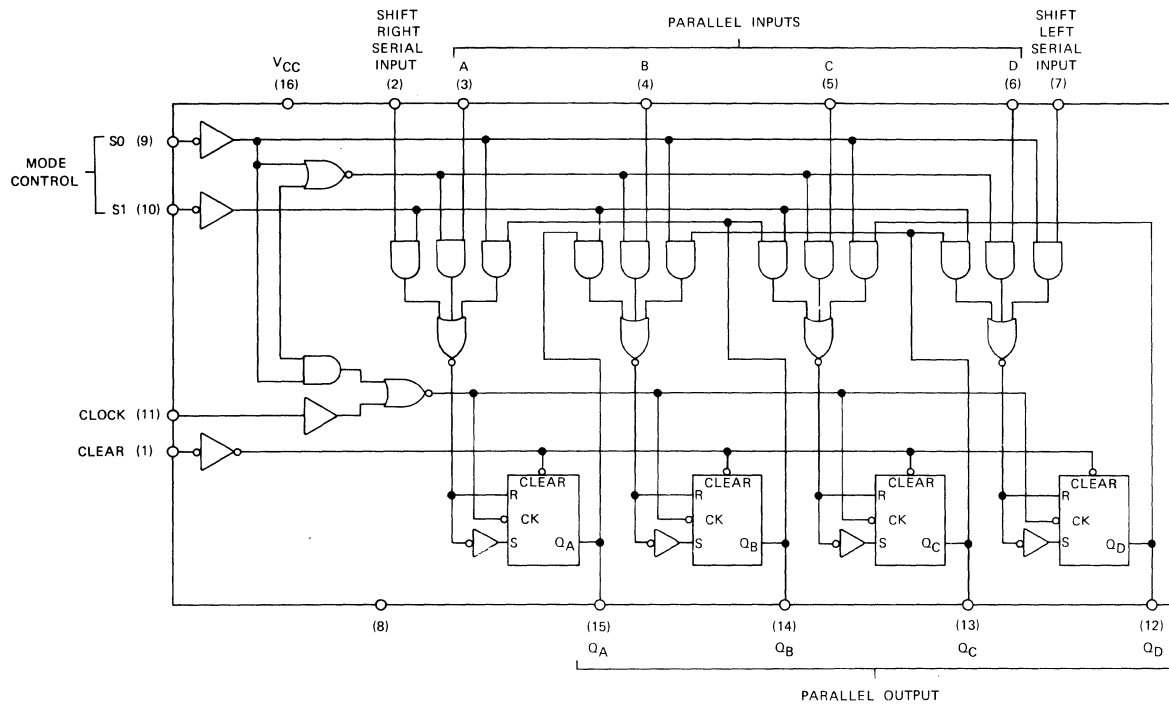 SHIFT
RIGHT
SERIAL
INPUT
(2)
PARALLEL INPUTS
SHIFT
LEFT
SERIAL
INPUT
(7)
VCC
(16)
A
(3)
B
(4)
C
(5)
D
(6)
MODE
CONTROL
S0 (9)
S1 (10)
CLOCK (11)
CLEAR (1)
CLEAR
R
CK
S
QA
CLEAR
R
CK
S
QB
CLEAR
R
CK
S
QC
CLEAR
R
CK
S
QD
(8)
(15)
QA
(14)
QB
(13)
QC
(12)
QD
PARALLEL OUTPUT